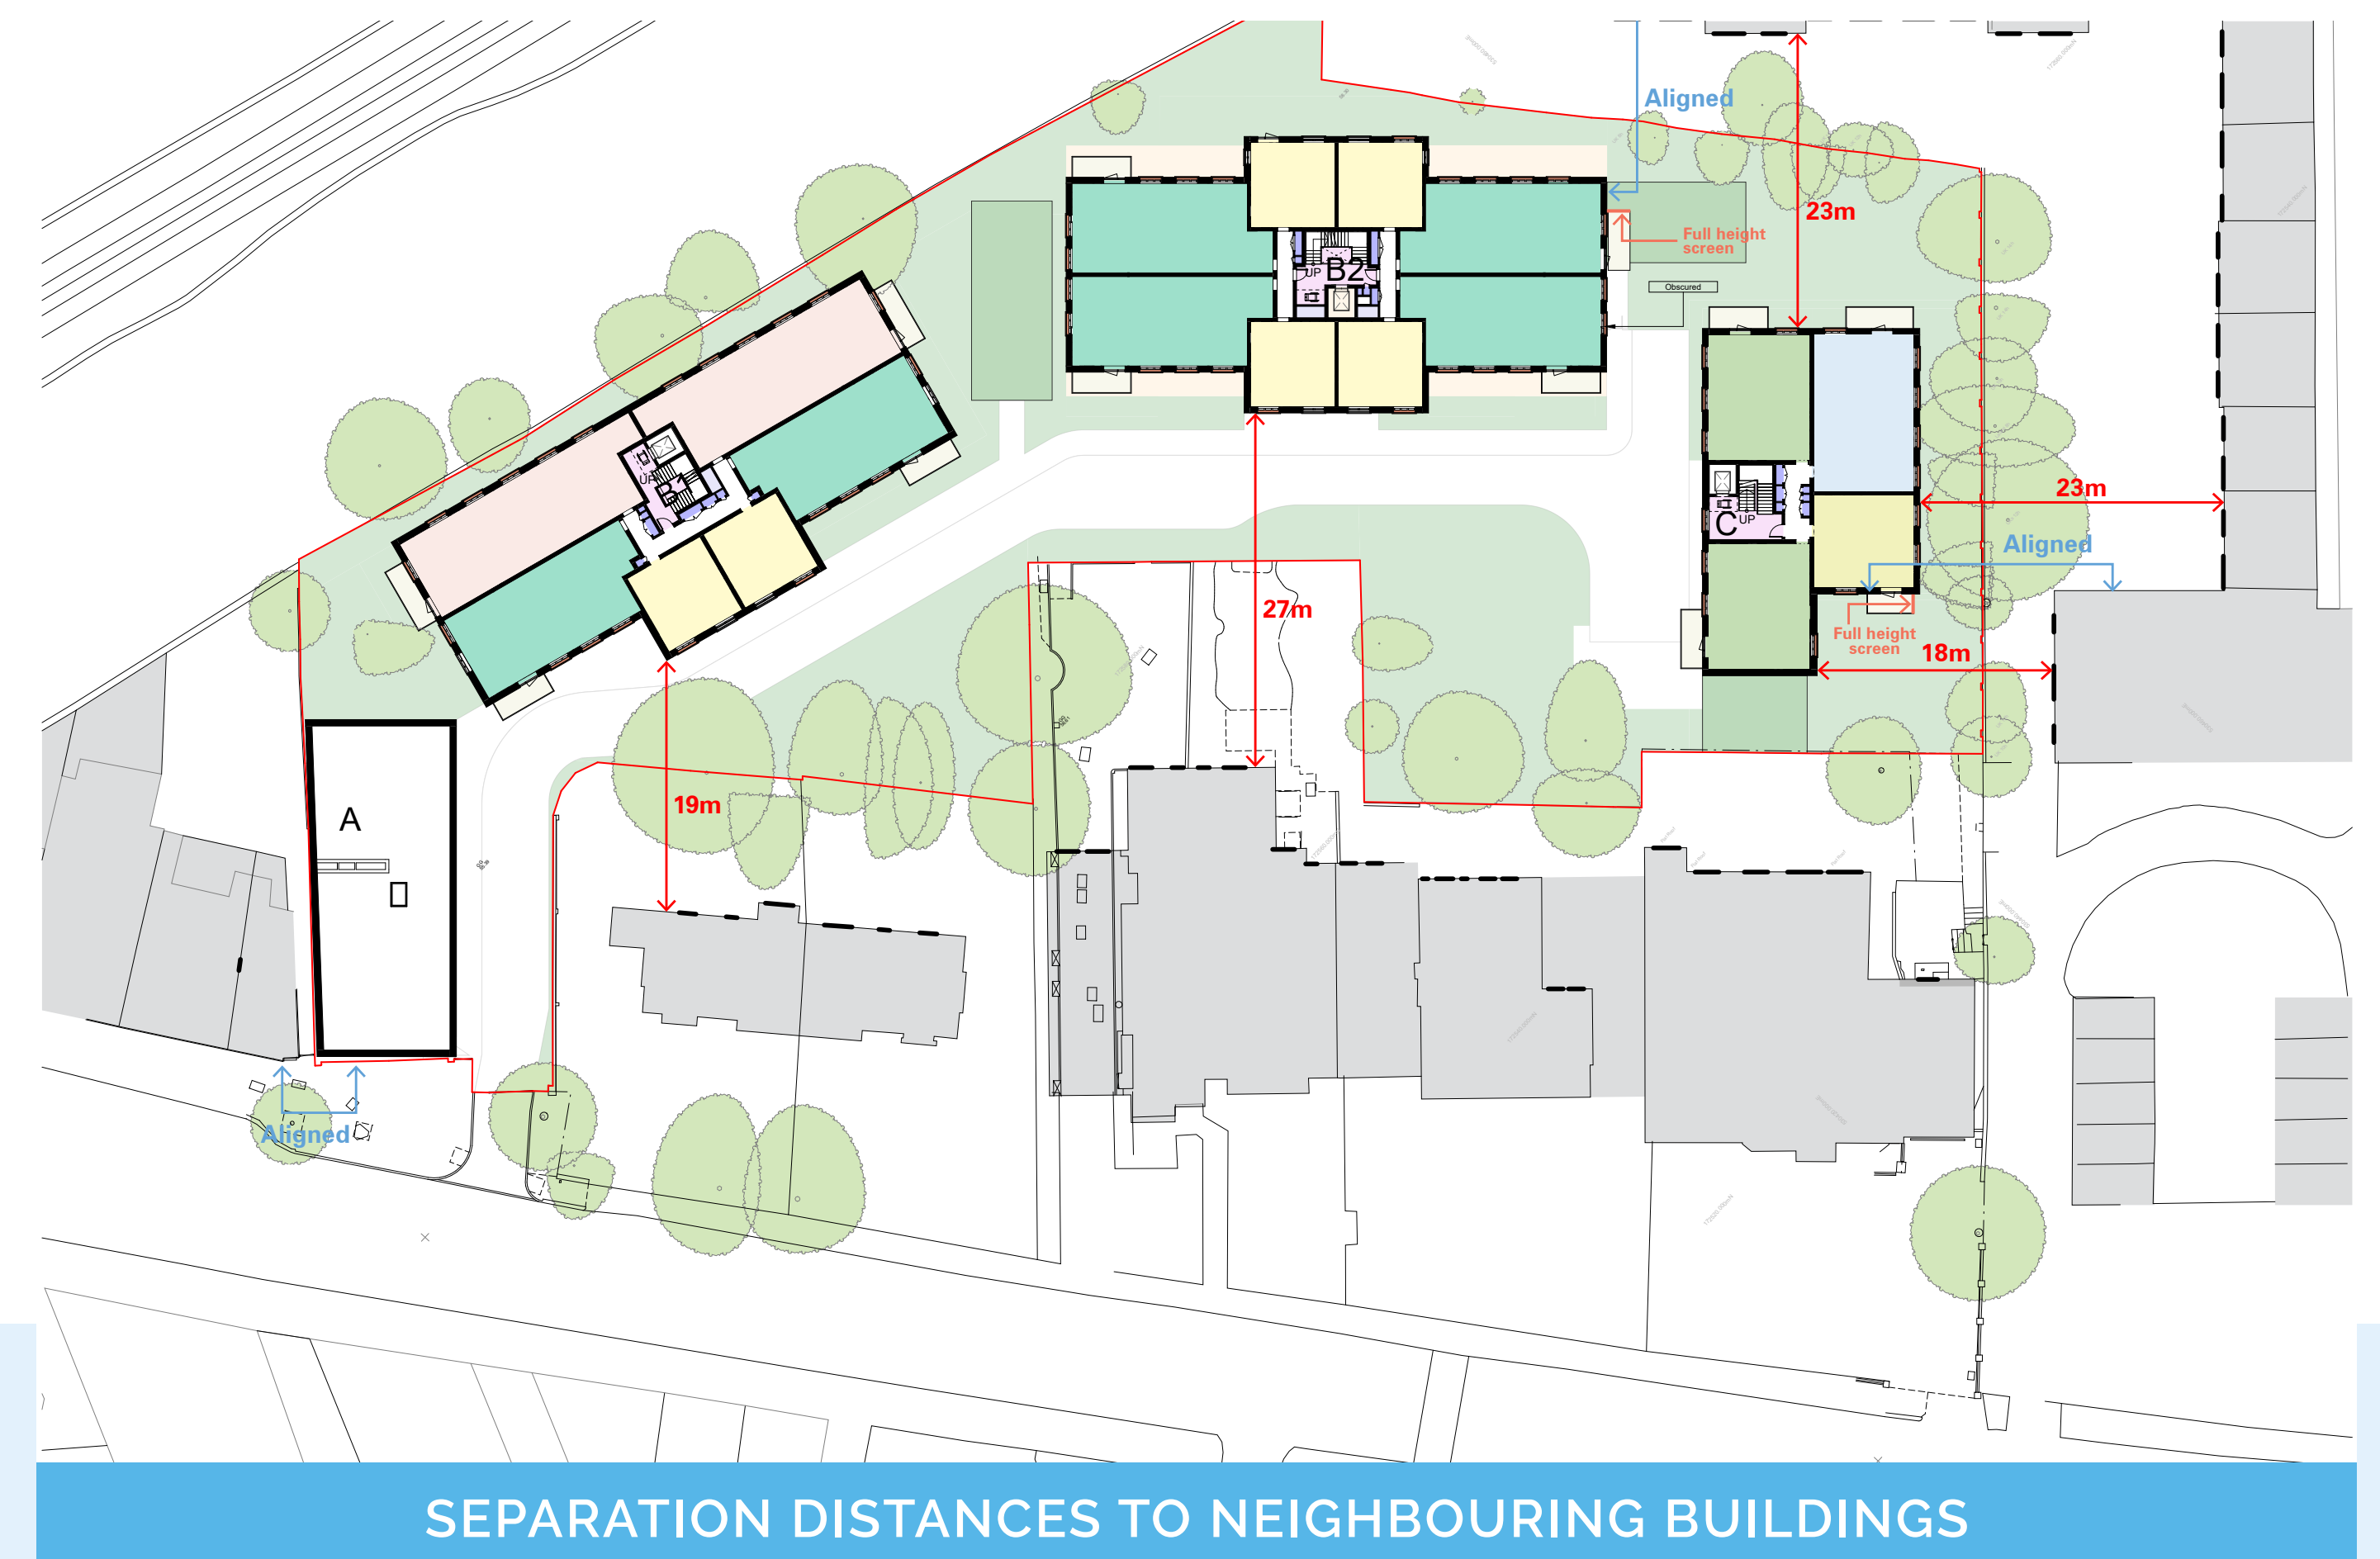 Aligned
23m
Full height
screen
B2
UP
Obscured
B1
UP
23m
C
UP
Aligned
Full height
screen
18m
27m
19m
A
Aligned
SEPARATION DISTANCES TO NEIGHBOURING BUILDINGS